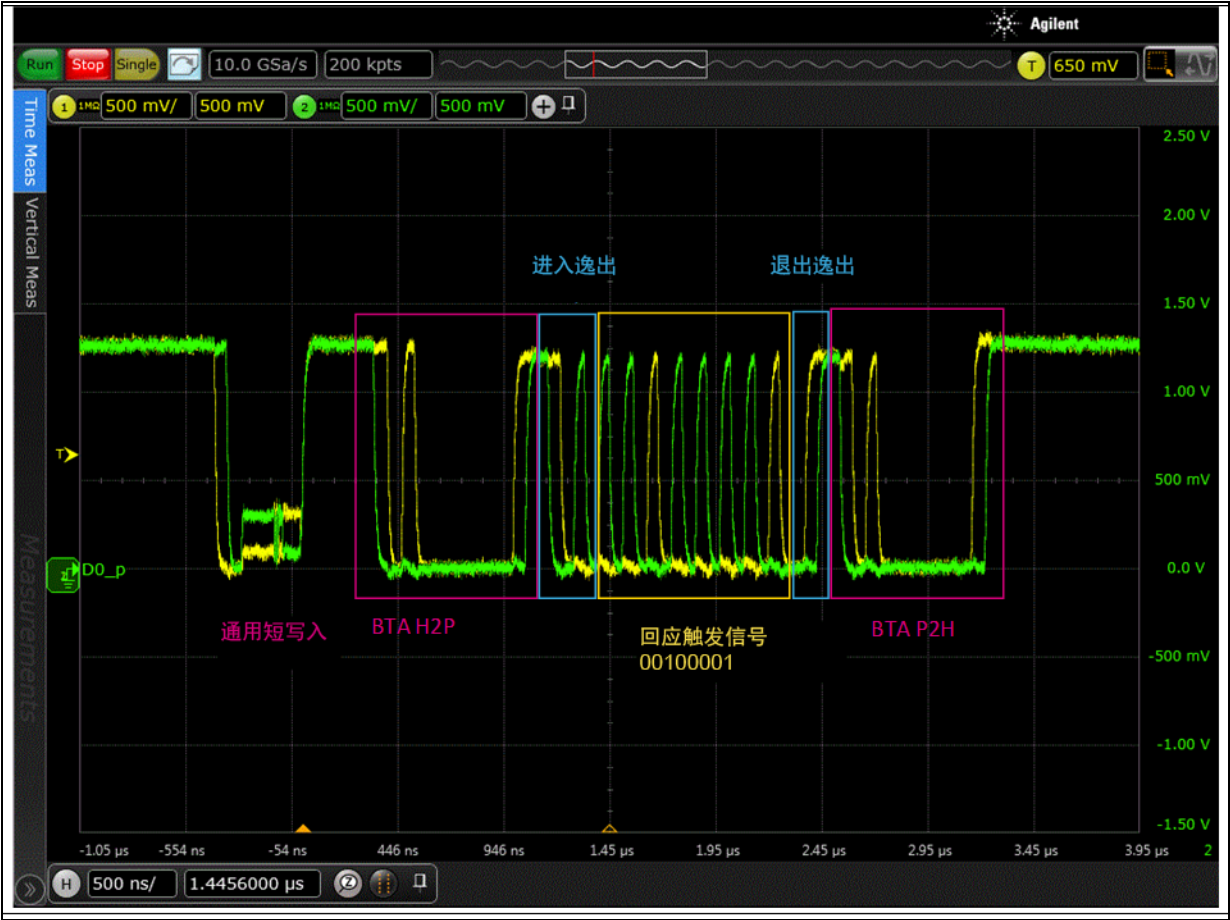 Agilent
Run Stop Single 10.0 GSa/s 200 kpts T 650 mV
1 1MΩ 500 mV/ 500 mV 2 1MΩ 500 mV/ 500 mV
Time Meas
Vertical Meas
Measurements
2.50 V
2.00 V
进入逸出 退出逸出
1.50 V
1.00 V
T
500 mV
D0_p
0.0 V
通用短写入 BTA H2P 回应触发信号 BTA P2H
00100001
-500 mV
-1.00 V
-1.50 V
-1.05 µs -554 ns -54 ns 446 ns 946 ns 1.45 µs 1.95 µs 2.45 µs 2.95 µs 3.45 µs 3.95 µs 2
H 500 ns/ 1.4456000 µs Z